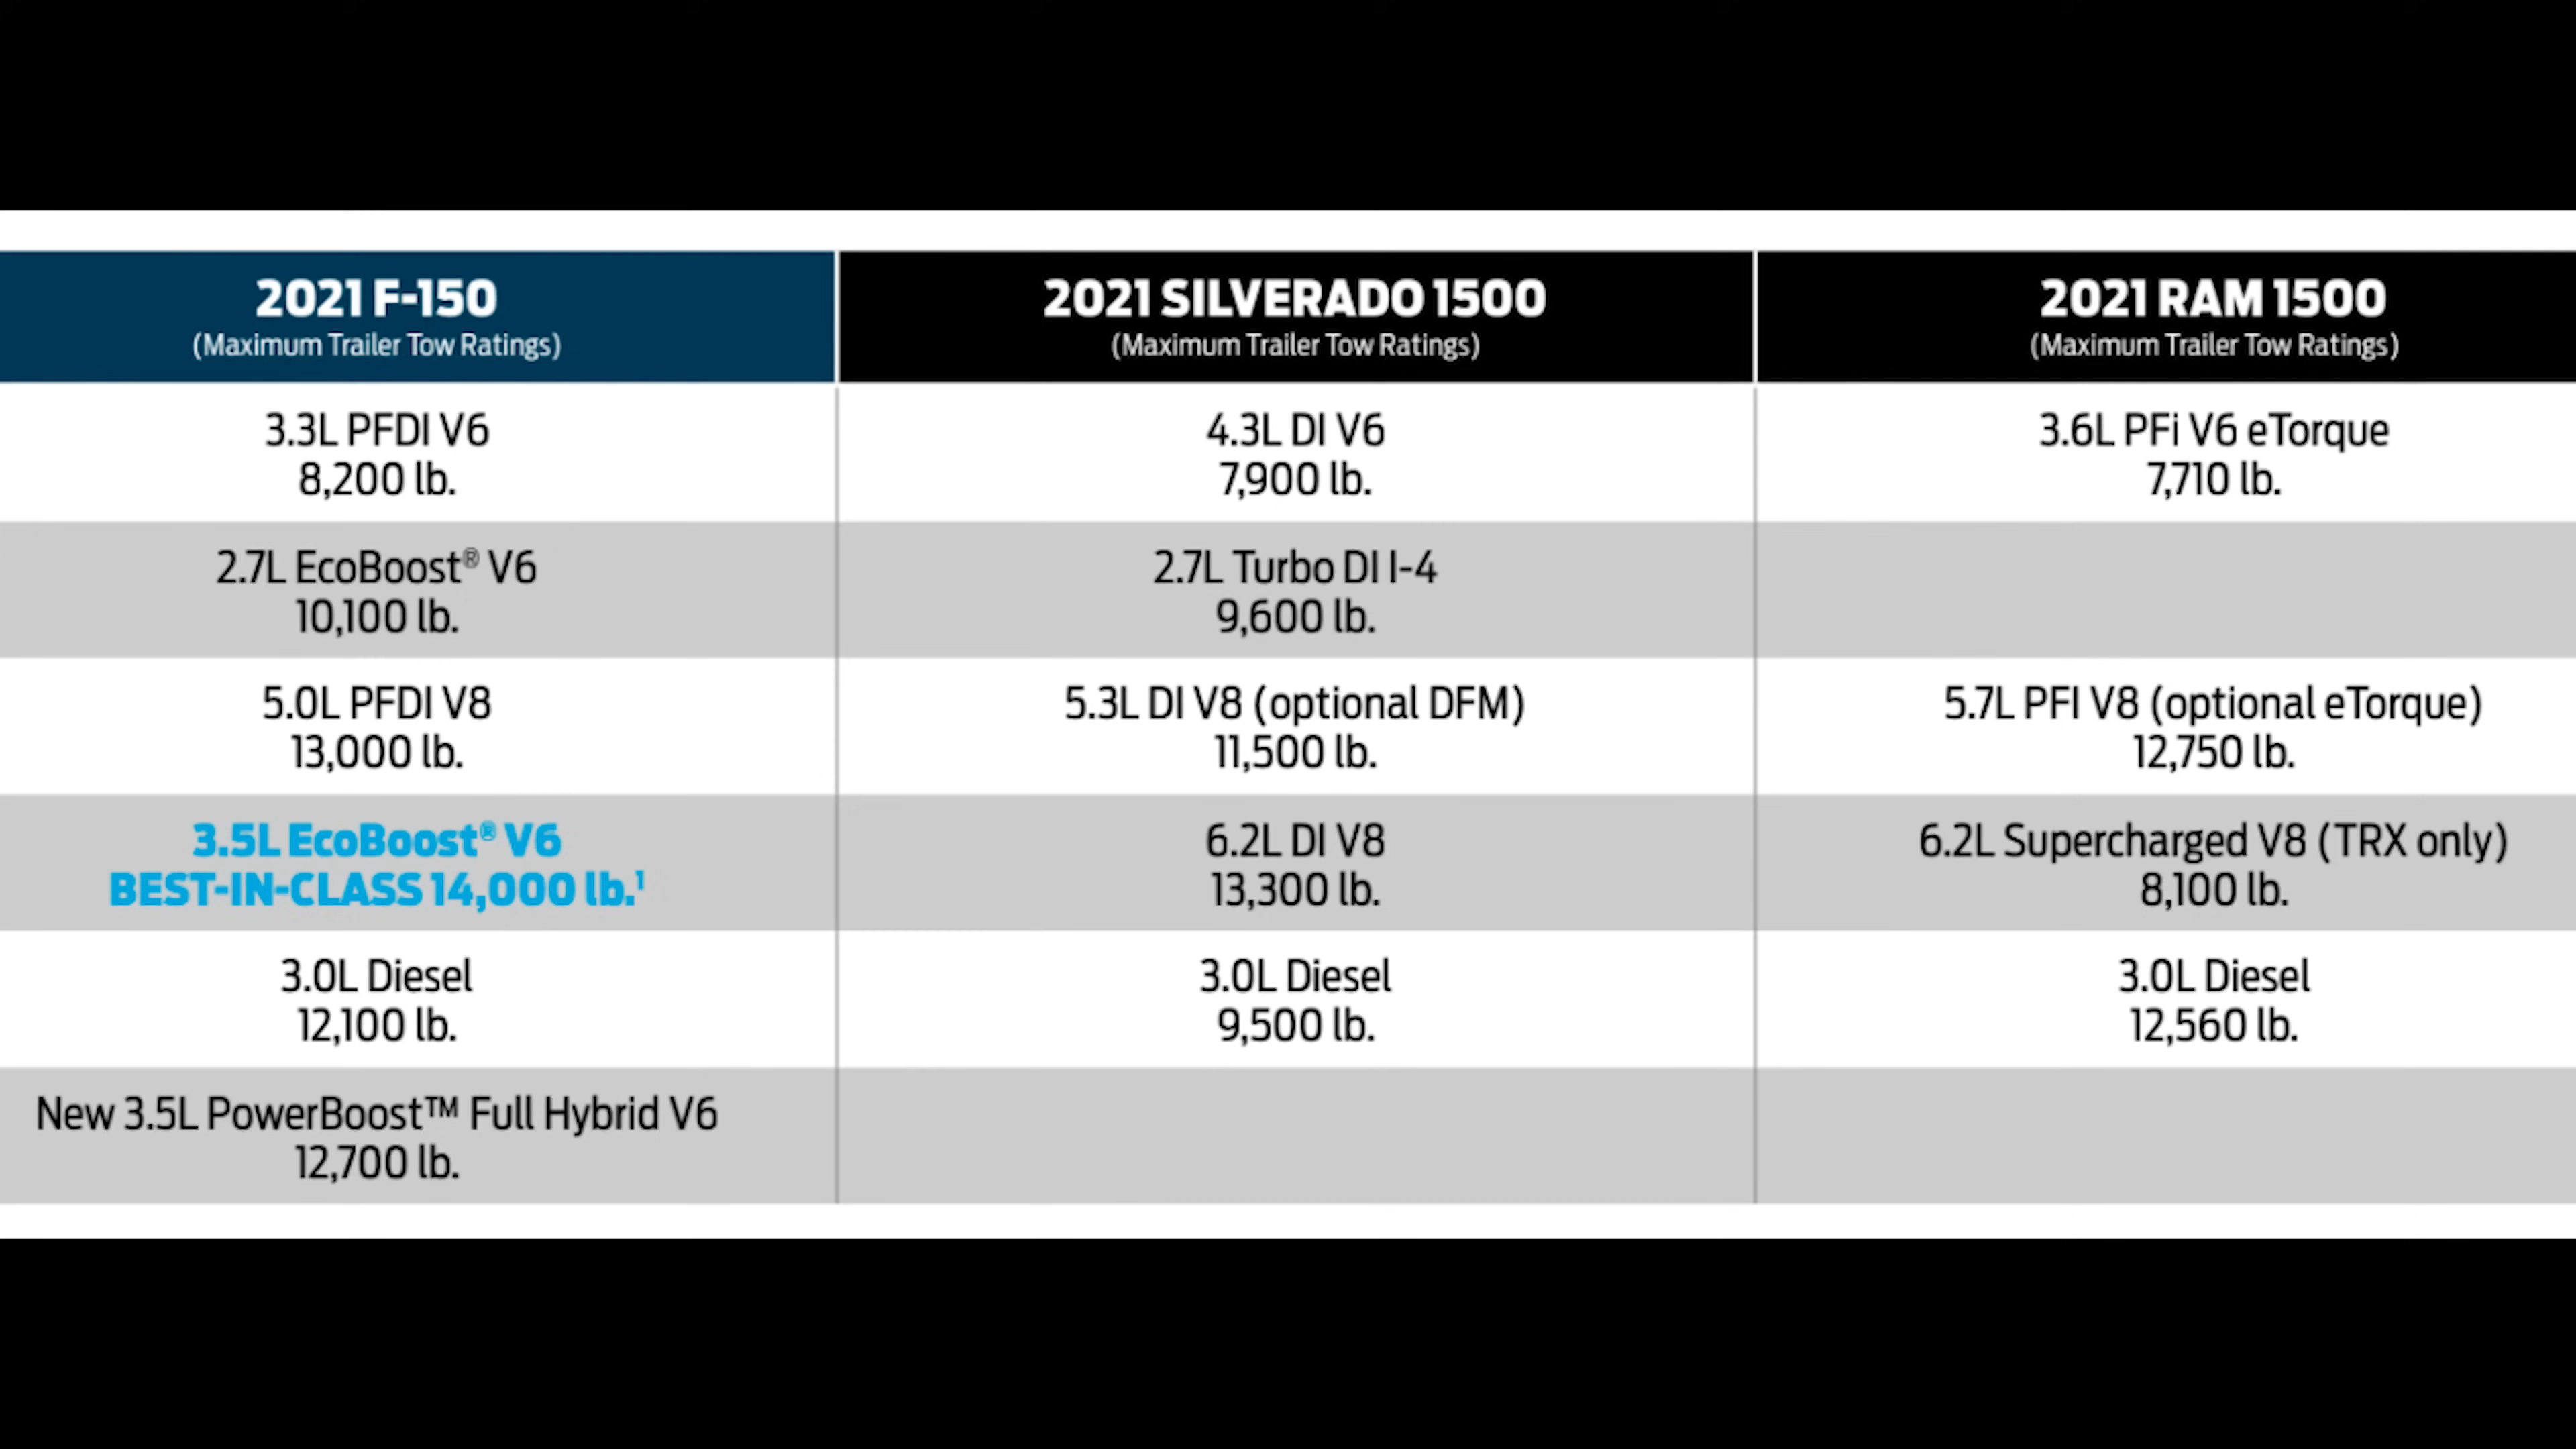 2021 F-150
(Maximum Trailer Tow Ratings)
2021 SILVERADO 1500
(Maximum Trailer Tow Ratings)
2021 RAM 1500
(Maximum Trailer Tow Ratings)
3.3L PFDI V6
8,200 lb.
4.3L DI V6
7,900 lb.
3.6L PFi V6 eTorque
7,710 lb.
2.7L EcoBoost® V6
10,100 lb.
2.7L Turbo DI I-4
9,600 lb.
5.0L PFDI V8
13,000 lb.
5.3L DI V8 (optional DFM)
11,500 lb.
5.7L PFI V8 (optional eTorque)
12,750 lb.
3.5L EcoBoost® V6
BEST-IN-CLASS 14,000 lb.¹
6.2L DI V8
13,300 lb.
6.2L Supercharged V8 (TRX only)
8,100 lb.
3.0L Diesel
12,100 lb.
3.0L Diesel
9,500 lb.
3.0L Diesel
12,560 lb.
New 3.5L PowerBoost™ Full Hybrid V6
12,700 lb.